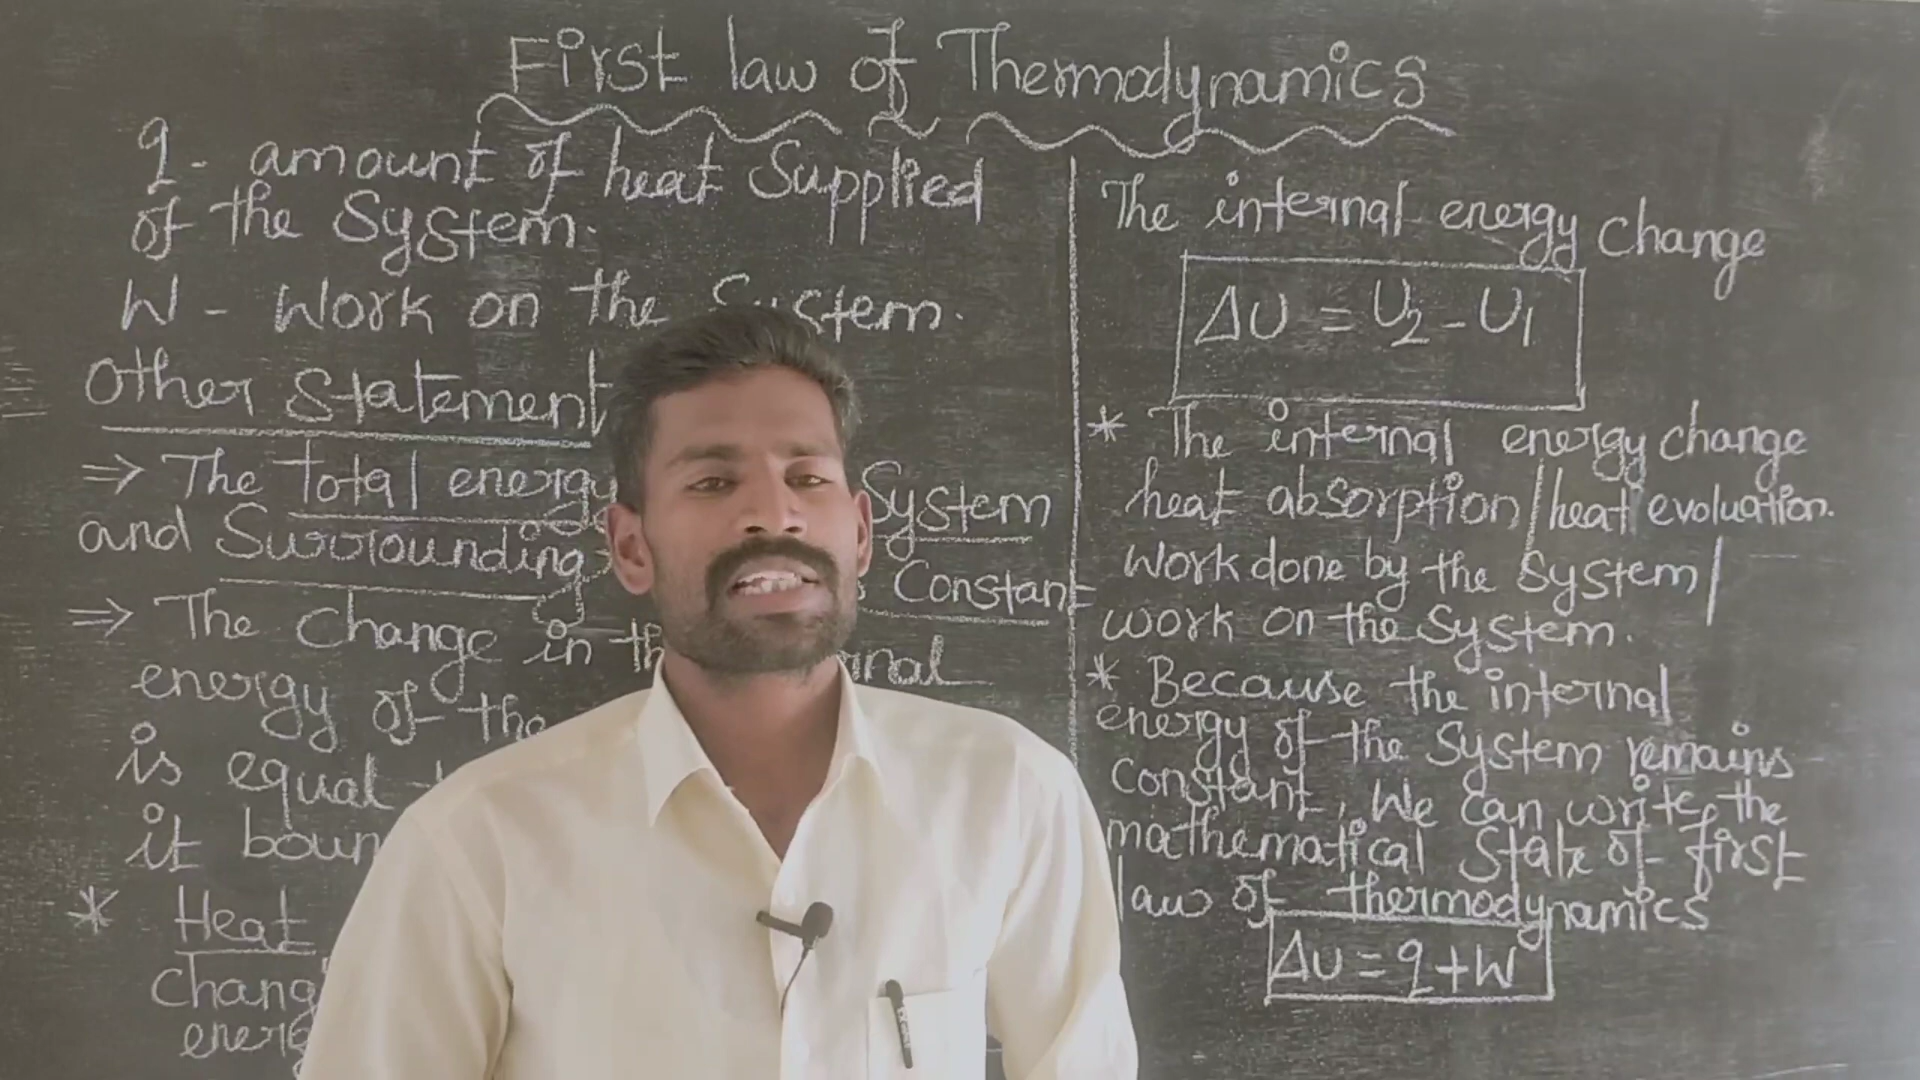 First law of Thermodynamics
q - amount of heat Supplied
of the System.
W - Work on the System.
Other Statement
⇒ The total energy System
and Surrounding Constant
⇒ The change in
energy of the
is equal
it
* Heat
The internal energy change
ΔU = U2 - U1
* The internal energy change
heat absorption/heat evoluation.
Work done by the System/
work on the System.
* Because the internal
energy of the System remains
Constant, We Can write the
mathematical State of first
law of thermodynamics
ΔU = q + W